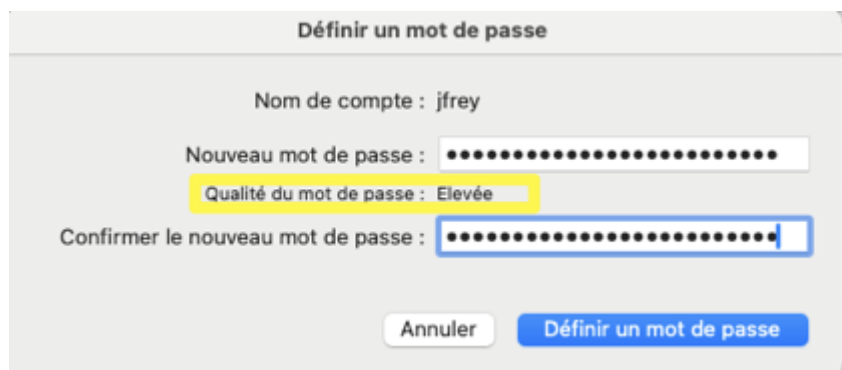 Définir un mot de passe
Nom de compte : jfrey
Nouveau mot de passe : •••••••••••••••••••••••••
Qualité du mot de passe : Elevée
Confirmer le nouveau mot de passe : •••••••••••••••••••••••••
Annuler Définir un mot de passe